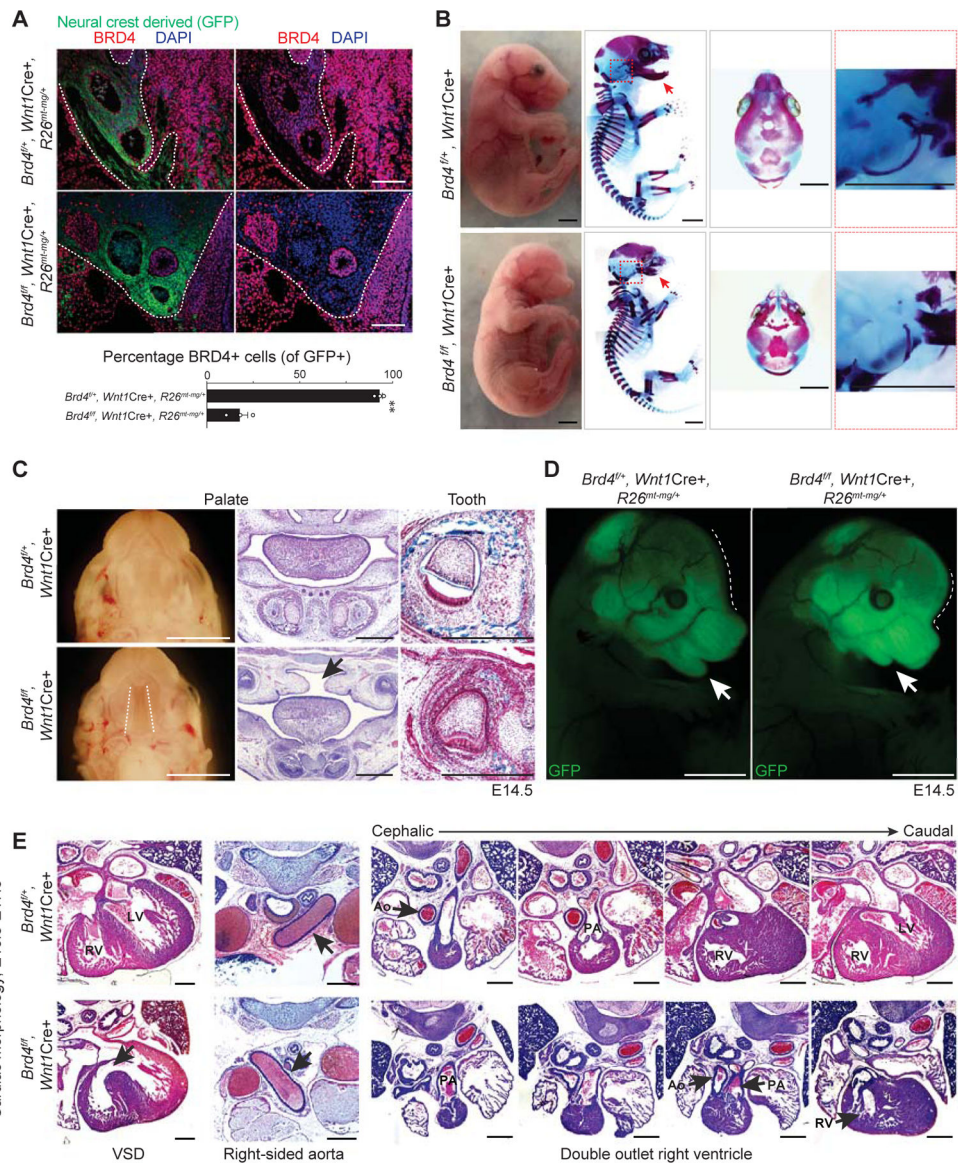 A
Neural crest derived (GFP)
BRD4 DAPI
BRD4 DAPI
Brd4f/+, Wnt1Cre+,
R26mt-mg/+
Brd4f/f, Wnt1Cre+,
R26mt-mg/+
Percentage BRD4+ cells (of GFP+)
0 50 100
Brd4f/+, Wnt1Cre+, R26mt-mg/+
Brd4f/f, Wnt1Cre+, R26mt-mg/+
**
B
Brd4 f/+, Wnt1Cre+
Brd4 f/f, Wnt1Cre+
C
Palate
Tooth
Brd4f/+,
Wnt1Cre+
Brd4f/f,
Wnt1Cre+
E14.5
D
Brd4f/+, Wnt1Cre+,
R26mt-mg/+
Brd4f/f, Wnt1Cre+,
R26mt-mg/+
GFP
GFP
E14.5
E
Cephalic
Caudal
Brd4f/+,
Wnt1Cre+
LV
RV
Ao
PA
RV
LV
RV
Brd4f/f,
Wnt1Cre+
PA
Ao
PA
RV
VSD
Right-sided aorta
Double outlet right ventricle